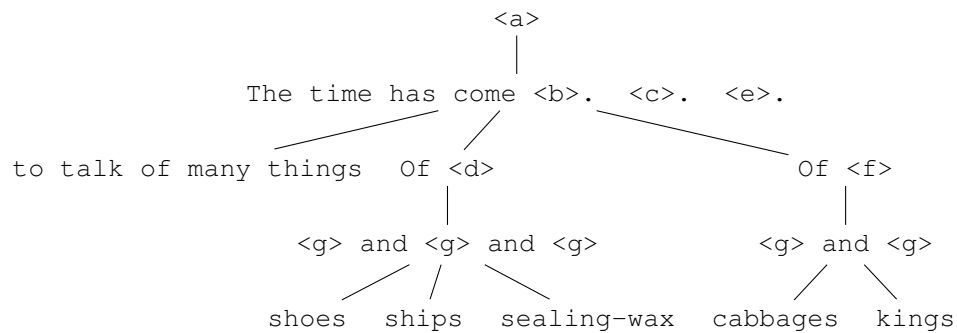 <a>
The time has come <b>. <c>. <e>.
to talk of many things Of <d> Of <f>
<g> and <g> and <g> <g> and <g>
shoes ships sealing-wax cabbages kings